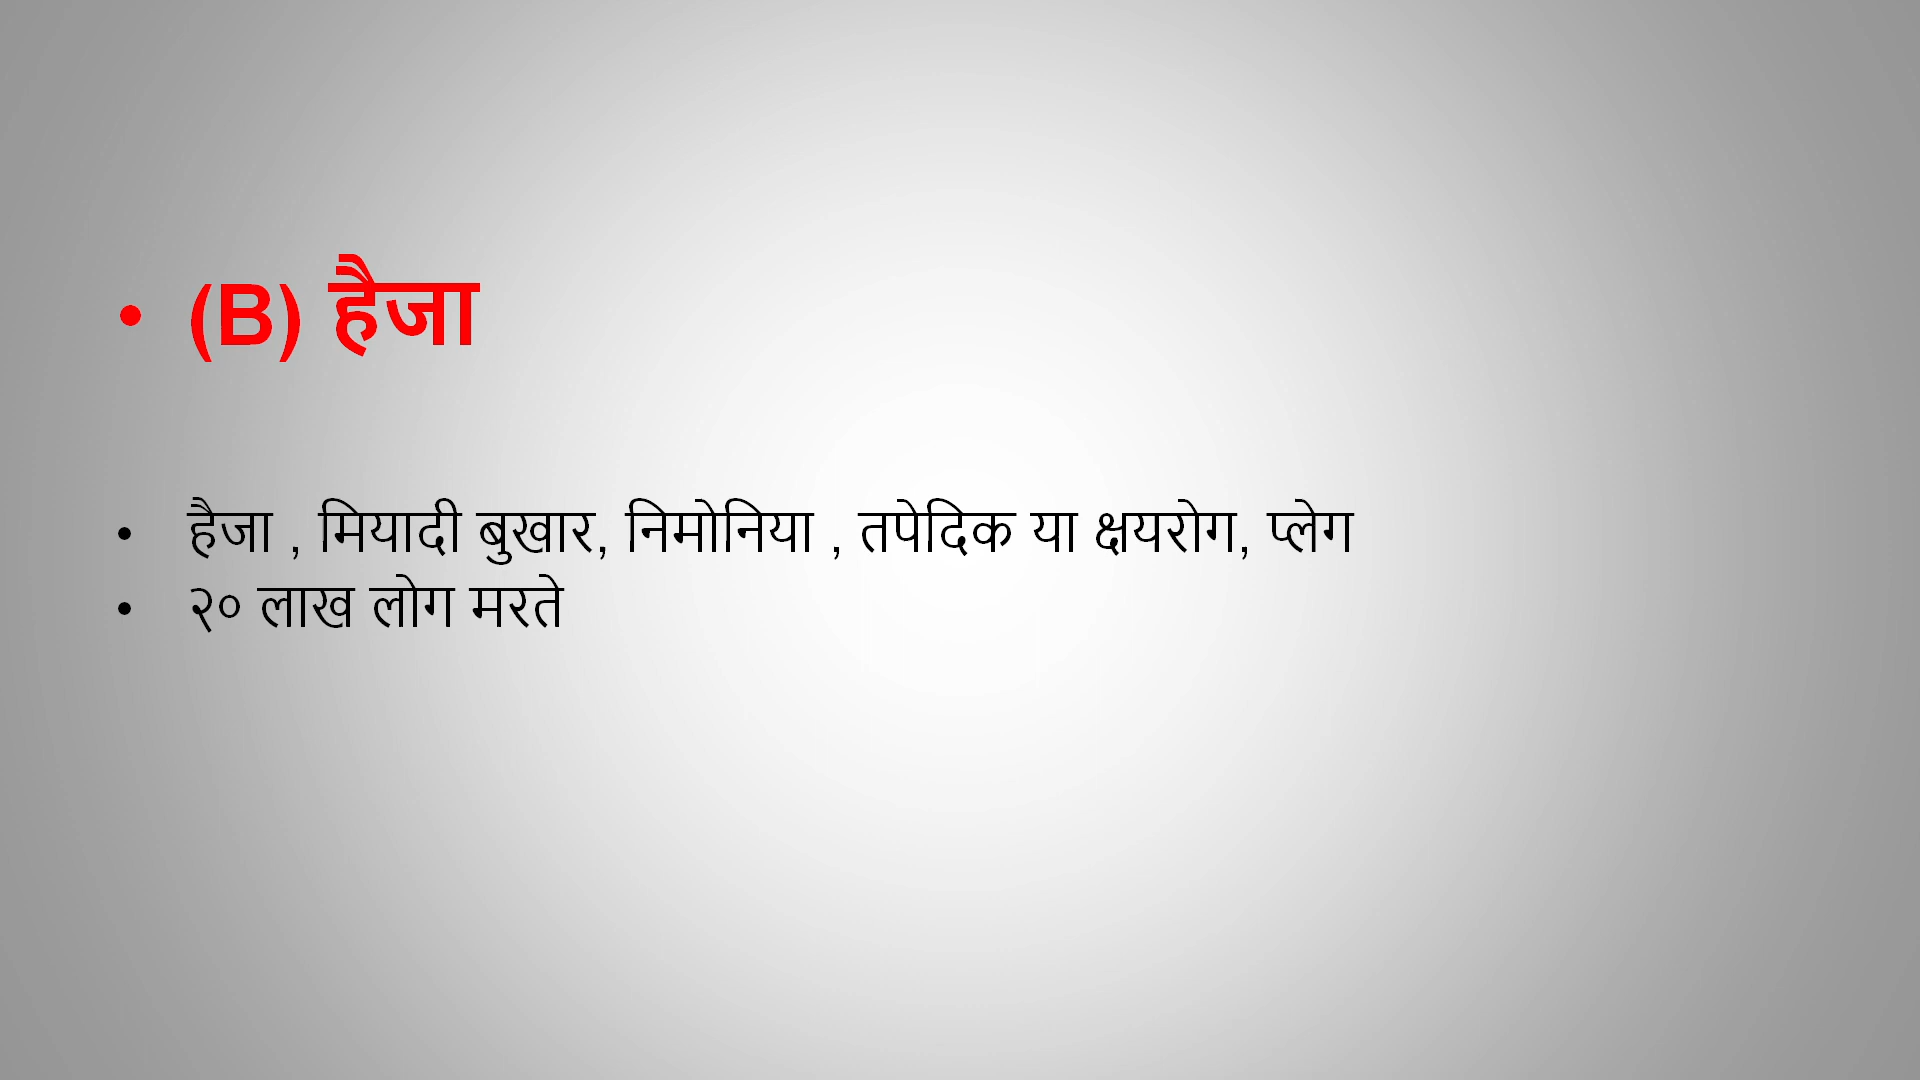 • (B) हैजा
• हैजा , मियादी बुखार, निमोनिया , तपेदिक या क्षयरोग, प्लेग
• २० लाख लोग मरते